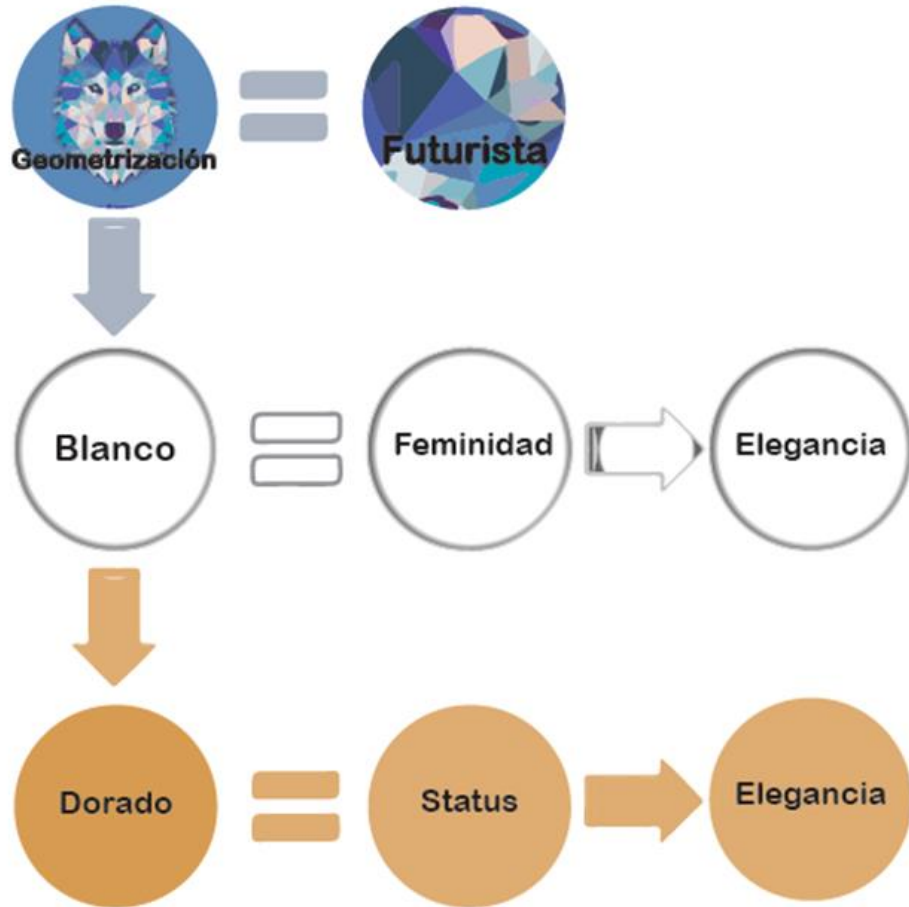 Geometrización
Futurista
Blanco
Feminidad
Elegancia
Dorado
Status
Elegancia